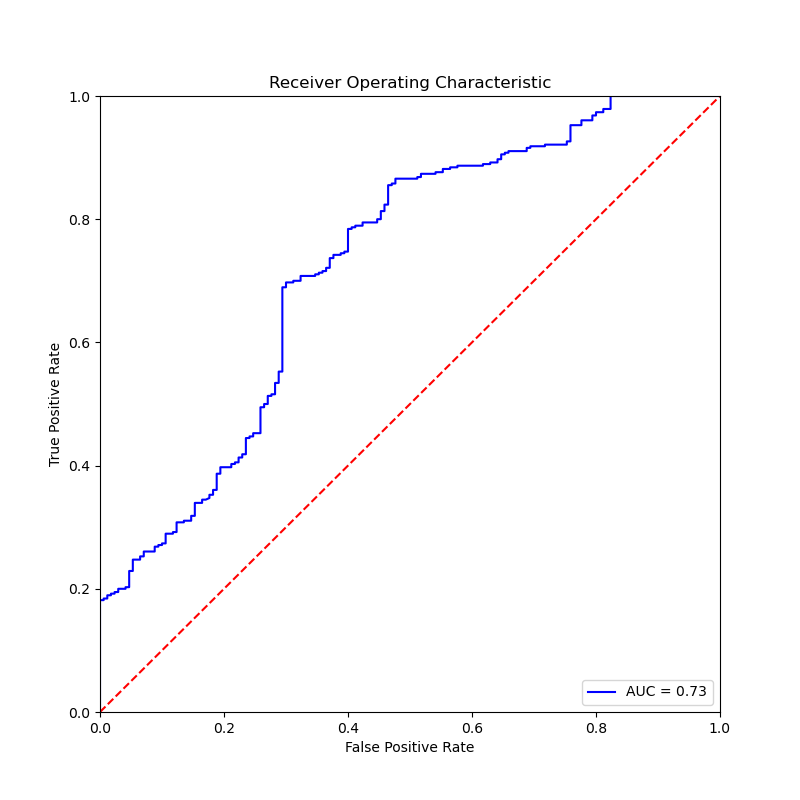 Receiver Operating Characteristic
1.0
0.8
0.6
0.4
0.2
0.0
True Positive Rate
AUC = 0.73
0.0 0.2 0.4 0.6 0.8 1.0
False Positive Rate